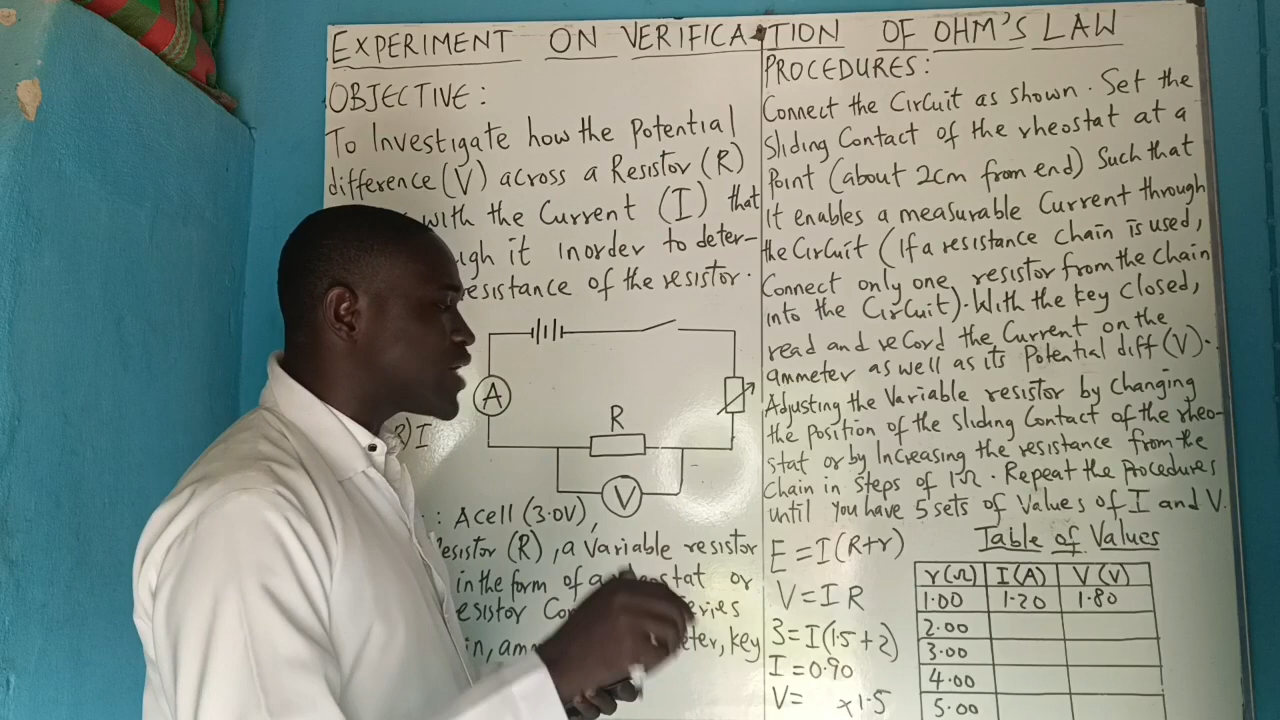 EXPERIMENT ON VERIFICATION OF OHM'S LAW
OBJECTIVE:
To Investigate how the Potential
difference (V) across a Resistor (R)
with the Current (I) that
it inorder to deter-
of the resistor.
A
R
V
I
: A cell (3.0V),
(R), a Variable resistor
in the form of a or
key
PROCEDURES:
Connect the Circuit as shown. Set the
Sliding Contact of the rheostat at a
Point (about 2cm from end) Such that
It enables a measurable Current through
the Circuit (If a resistance chain is used,
Connect only one resistor from the Chain
into the Circuit). With the key Closed,
read and record the Current on the
ammeter as well as its Potential diff (V).
Adjusting the Variable resistor by Changing
the Position of the Sliding Contact of the rheo-
stat or by Increasing the resistance from the
Chain in Steps of 1Ω. Repeat the Procedures
until You have 5 sets of Values of I and V.
E = I(R+r)
V = IR
3 = I(1.5 + 2)
I = 0.90
V= x1.5
Table of Values
r(Ω) I(A) V(V)
1.00 1.20 1.80
2.00
3.00
4.00
5.00